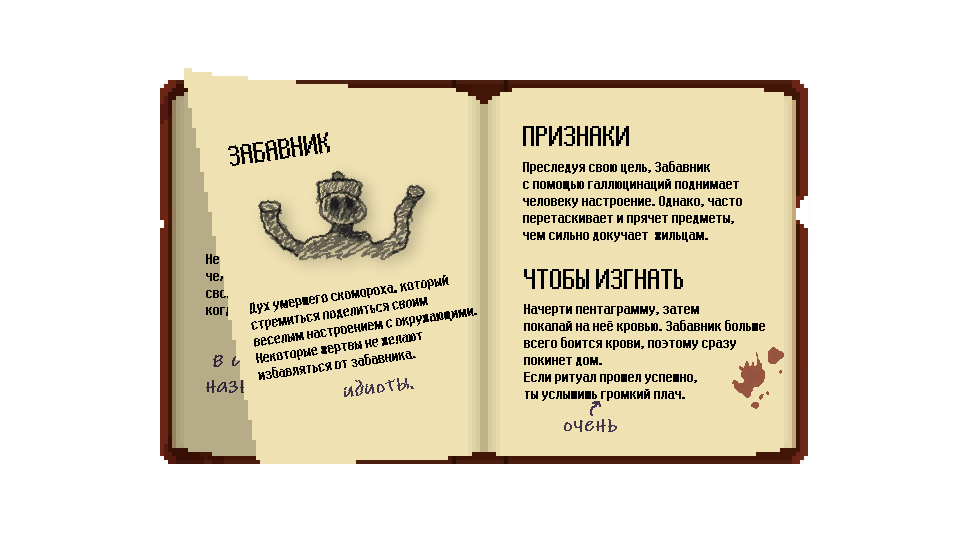 ЗАБАВНИК
Дух умершего скомороха, который
стремиться поделиться своим
веселым настроением с окружающими.
Некоторые жертвы не желают
избавляться от забавника.
идиоты.
Не
ПРИЗНАКИ
Преследуя свою цель, Забавник
с помощью галлюцинаций поднимает
человеку настроение. Однако, часто
перетаскивает и прячет предметы,
чем сильно докучает жильцам.
ЧТОБЫ ИЗГНАТЬ
Начерти пентаграмму, затем
покапай на неё кровью. Забавник больше
всего боится крови, поэтому сразу
покинет дом.
Если ритуал прошел успешно,
ты услышишь громкий плач.
очень